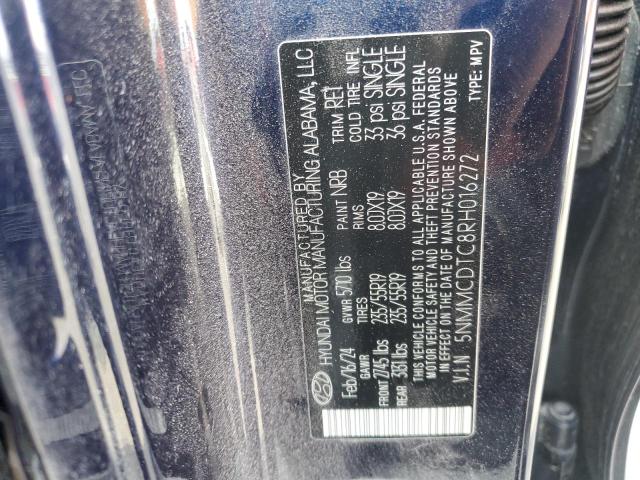 MANUFACTURED BY
HYUNDAI MOTOR MANUFACTURING ALABAMA, LLC
Feb/16/24 PAINT NRB TRIM REI
GVWR 5710 lbs
GAWR TIRES RIMS COLD TIRE INFL
FRONT 2745 lbs 235/55R19 8.0JX19 33 psi SINGLE
REAR lbs 235/55R19 8.0JX19 36 psi SINGLE
THIS VEHICLE CONFORMS TO ALL APPLICABLE U.S.A. FEDERAL
MOTOR VEHICLE SAFETY AND THEFT PREVENTION STANDARDS
IN EFFECT ON THE DATE OF MANUFACTURE SHOWN ABOVE
V.I.N : 5NMMCDTC8RH016272 TYPE: MPV